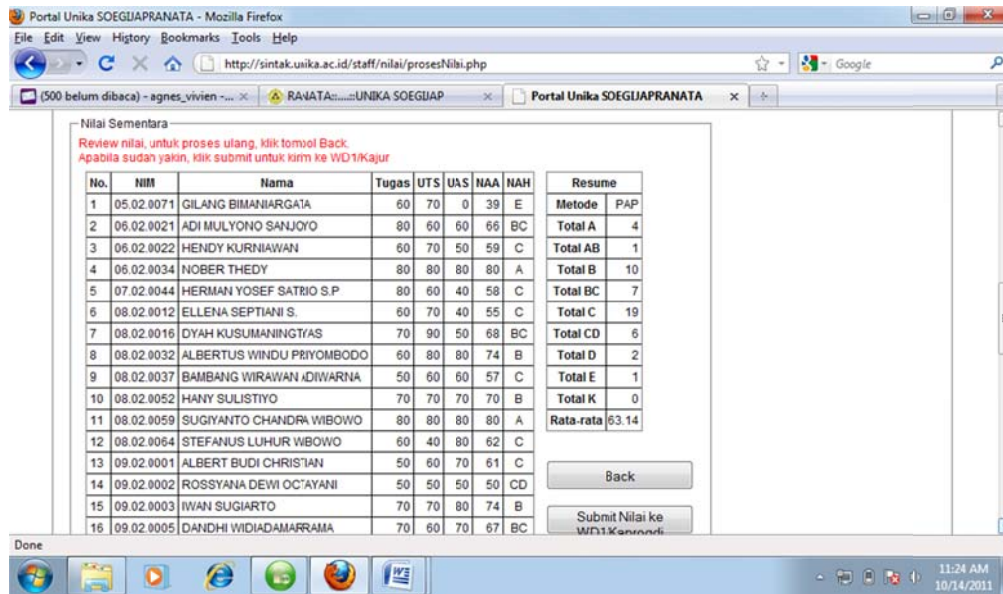 Portal Unika SOEGIJAPRANATA - Mozilla Firefox
File Edit View History Bookmarks Tools Help
http://sintak.unika.ac.id/staff/nilai/prosesNilai.php
Google
(500 belum dibaca) - agnes_vivien -...
RANATA::.....::UNIKA SOEGIJAP
Portal Unika SOEGIJAPRANATA
Nilai Sementara
Review nilai, untuk proses ulang, klik tombol Back.
Apabila sudah yakin, klik submit untuk kirim ke WD1/Kajur
No. NIM Nama Tugas UTS UAS NAA NAH
1 05.02.0071 GILANG BIMANIARGATA 60 70 0 39 E
2 06.02.0021 ADI MULYONO SANJOYO 80 60 60 66 BC
3 06.02.0022 HENDY KURNIAWAN 60 70 50 59 C
4 06.02.0034 NOBER THEDY 80 80 80 80 A
5 07.02.0044 HERMAN YOSEF SATRIO S.P 80 60 40 58 C
6 08.02.0012 ELLENA SEPTIANI S. 60 70 40 55 C
7 08.02.0016 DYAH KUSUMANINGTYAS 70 90 50 68 BC
8 08.02.0032 ALBERTUS WINDU PRIYOMBODO 60 80 80 74 B
9 08.02.0037 BAMBANG WIRAWAN ADIWARNA 50 60 60 57 C
10 08.02.0052 HANY SULISTIYO 70 70 70 70 B
11 08.02.0059 SUGIYANTO CHANDRA WIBOWO 80 80 80 80 A
12 08.02.0064 STEFANUS LUHUR WIBOWO 60 40 80 62 C
13 09.02.0001 ALBERT BUDI CHRISTIAN 50 60 70 61 C
14 09.02.0002 ROSSYANA DEWI OCTAYANI 50 50 50 50 CD
15 09.02.0003 IWAN SUGIARTO 70 70 80 74 B
16 09.02.0005 DANDHI WIDIADAMARRAMA 70 60 70 67 BC
Resume
Metode PAP
Total A 4
Total AB 1
Total B 10
Total BC 7
Total C 19
Total CD 6
Total D 2
Total E 1
Total K 0
Rata-rata 63.14
Back
Submit Nilai ke
WD1/Kaprogdi
Done
11:24 AM
10/14/2011